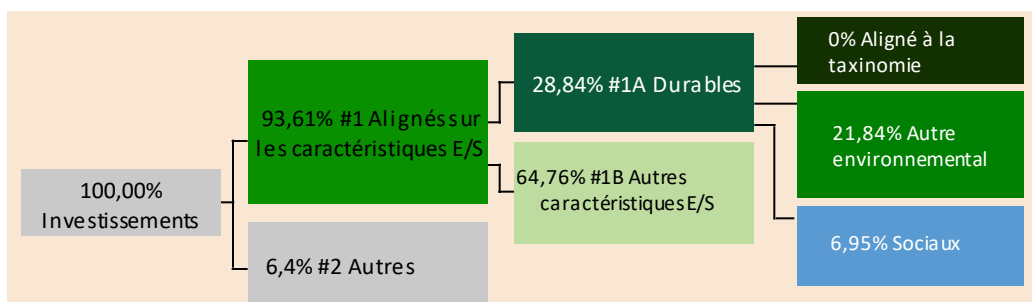 100,00%
Investissements
93,61% #1 Alignés sur
les caractéristiques E/S
6,4% #2 Autres
28,84% #1A Durables
64,76% #1B Autres
caractéristiques E/S
0% Aligné à la
taxinomie
21,84% Autre
environnemental
6,95% Sociaux